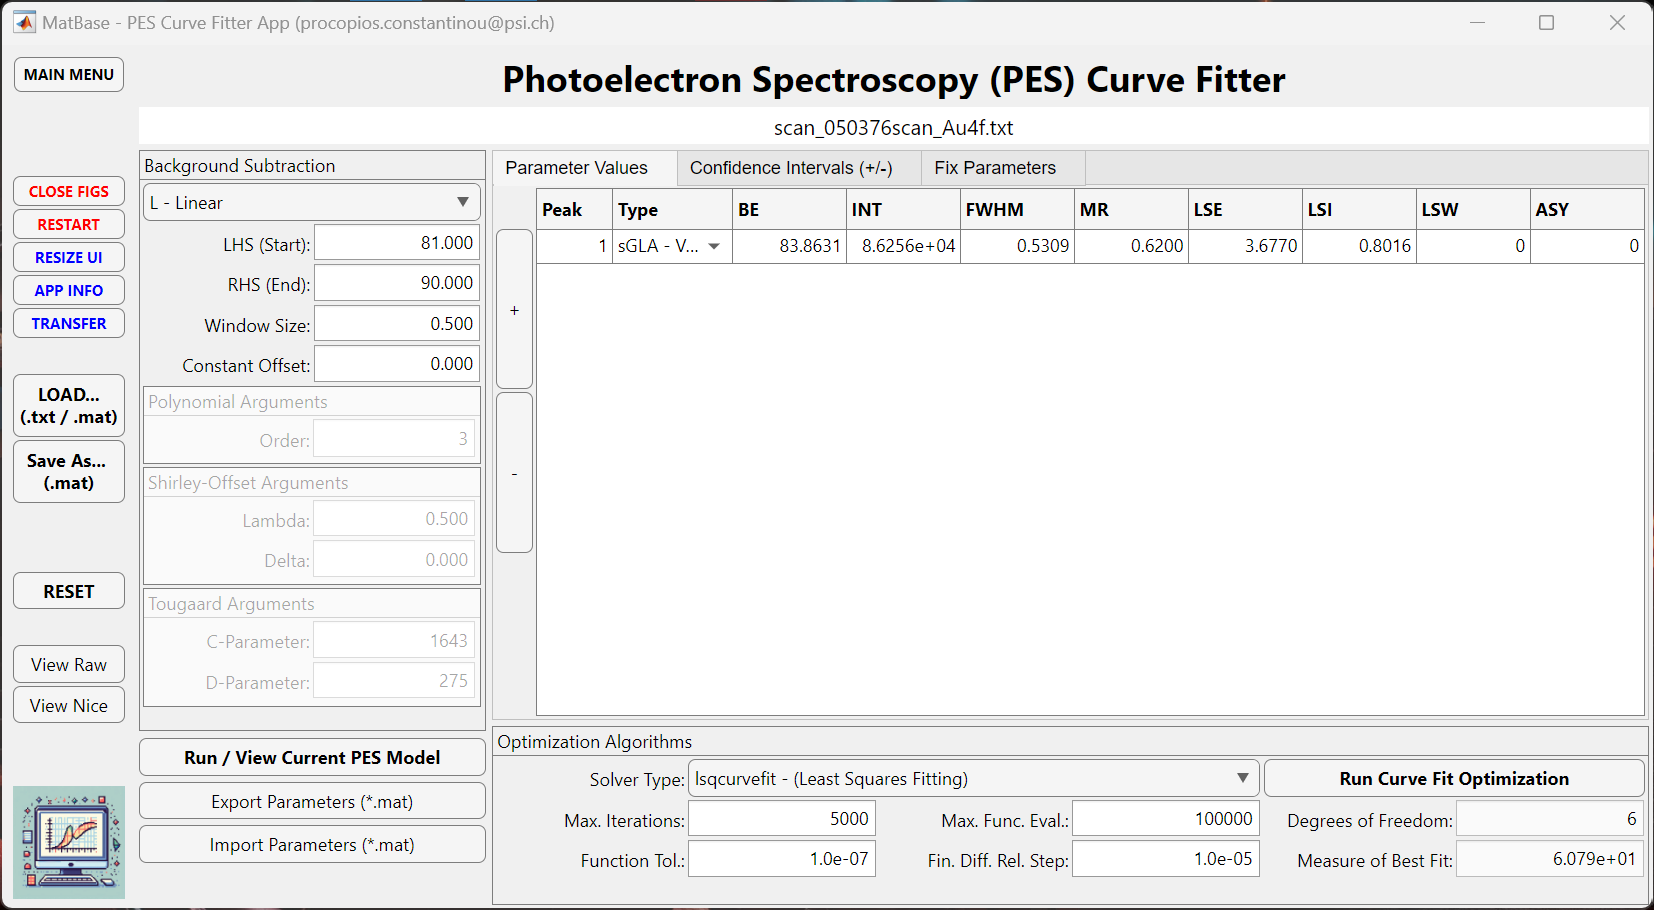 MatBase - PES Curve Fitter App (procopios.constantinou@psi.ch)
MAIN MENU
Photoelectron Spectroscopy (PES) Curve Fitter
scan_050376scan_Au4f.txt
CLOSE FIGS
RESTART
RESIZE UI
APP INFO
TRANSFER
LOAD...
(.txt / .mat)
Save As...
(.mat)
RESET
View Raw
View Nice
Background Subtraction
L - Linear
LHS (Start): 81.000
RHS (End): 90.000
Window Size: 0.500
Constant Offset: 0.000
Polynomial Arguments
Order: 3
Shirley-Offset Arguments
Lambda: 0.500
Delta: 0.000
Tougaard Arguments
C-Parameter: 1643
D-Parameter: 275
Run / View Current PES Model
Export Parameters (*.mat)
Import Parameters (*.mat)
Parameter Values Confidence Intervals (+/-) Fix Parameters
+
-
Peak Type BE INT FWHM MR LSE LSI LSW ASY
1 sGLA - V... 83.8631 8.6256e+04 0.5309 0.6200 3.6770 0.8016 0 0
Optimization Algorithms
Solver Type: lsqcurvefit - (Least Squares Fitting) Run Curve Fit Optimization
Max. Iterations: 5000 Max. Func. Eval.: 100000 Degrees of Freedom: 6
Function Tol.: 1.0e-07 Fin. Diff. Rel. Step: 1.0e-05 Measure of Best Fit: 6.079e+01